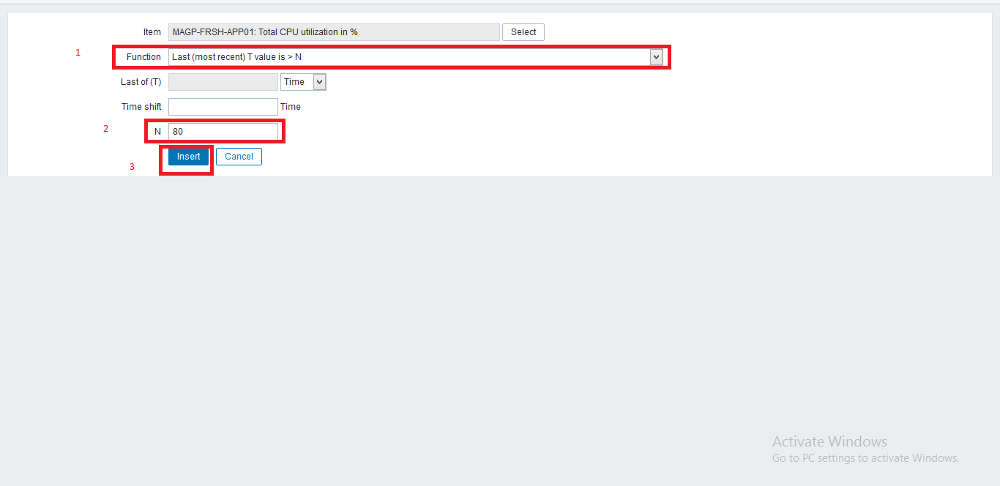 Item MAGP-FRSH-APP01: Total CPU utilization in % Select
1 Function Last (most recent) T value is > N
Last of (T) Time
Time shift Time
2 N 80
Insert Cancel
3
Activate Windows
Go to PC settings to activate Windows.